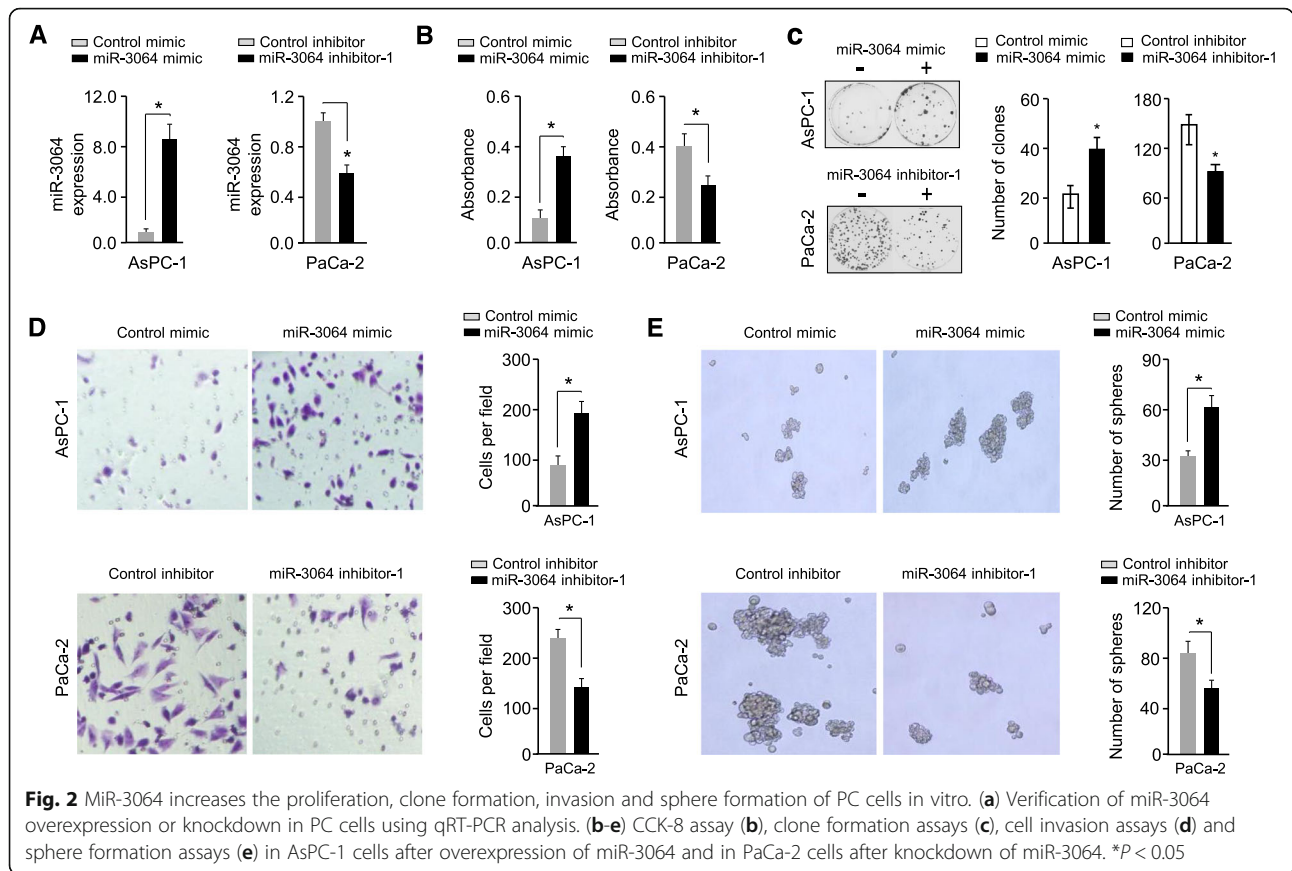 A
Control mimic
miR-3064 mimic
Control inhibitor
miR-3064 inhibitor-1
miR-3064
expression
12.0
9.0
6.0
3.0
0.0
*
AsPC-1
miR-3064
expression
1.2
0.9
0.6
0.3
0.0
*
PaCa-2
B
Control mimic
miR-3064 mimic
Control inhibitor
miR-3064 inhibitor-1
Absorbance
0.6
0.4
0.2
0.0
*
AsPC-1
Absorbance
0.6
0.4
0.2
0.0
*
PaCa-2
C
miR-3064 mimic
- +
AsPC-1
miR-3064 inhibitor-1
- +
PaCa-2
Control mimic
miR-3064 mimic
Control inhibitor
miR-3064 inhibitor-1
Number of clones
60
40
20
0
*
AsPC-1
180
150
100
50
0
*
PaCa-2
D
Control mimic
miR-3064 mimic
AsPC-1
Control mimic
miR-3064 mimic
Cells per field
300
200
100
0
*
AsPC-1
Control inhibitor
miR-3064 inhibitor-1
PaCa-2
Control inhibitor
miR-3064 inhibitor-1
Cells per field
300
200
100
0
*
PaCa-2
E
Control mimic
miR-3064 mimic
AsPC-1
Control mimic
miR-3064 mimic
Number of spheres
90
60
30
0
*
AsPC-1
Control inhibitor
miR-3064 inhibitor-1
PaCa-2
Control inhibitor
miR-3064 inhibitor-1
Number of spheres
120
80
40
0
*
PaCa-2
Fig. 2 MiR-3064 increases the proliferation, clone formation, invasion and sphere formation of PC cells in vitro. (a) Verification of miR-3064
overexpression or knockdown in PC cells using qRT-PCR analysis. (b-e) CCK-8 assay (b), clone formation assays (c), cell invasion assays (d) and
sphere formation assays (e) in AsPC-1 cells after overexpression of miR-3064 and in PaCa-2 cells after knockdown of miR-3064. *P < 0.05